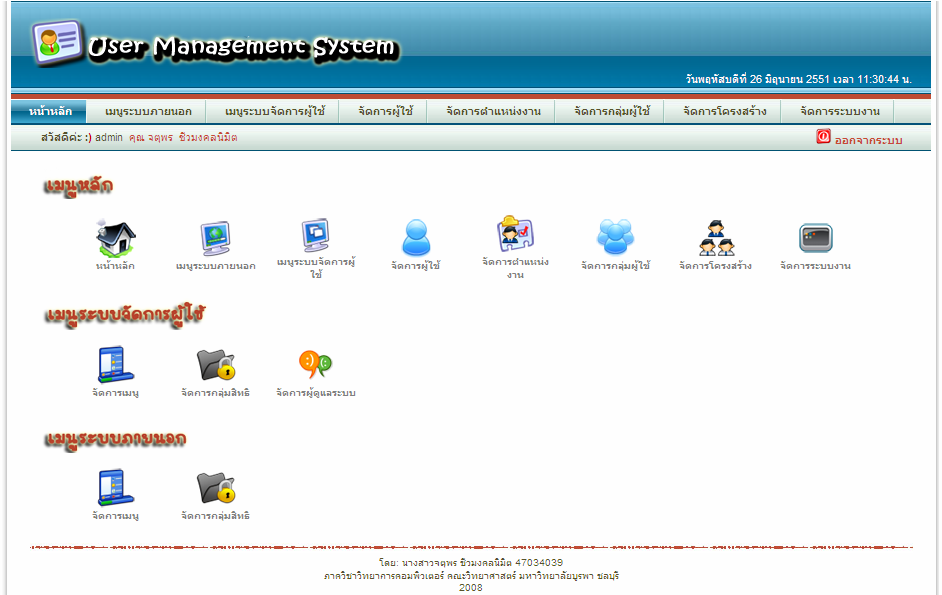 User Management System
วันพฤหัสบดีที่ 26 มิถุนายน 2551 เวลา 11:30:44 น.
หน้าหลัก เมนูระบบภายนอก เมนูระบบจัดการผู้ใช้ จัดการผู้ใช้ จัดการตำแหน่งงาน จัดการกลุ่มผู้ใช้ จัดการโครงสร้าง จัดการระบบงาน
สวัสดีค่ะ :) admin คุณ จตุพร ชิวมงคลนิมิต ออกจากระบบ
เมนูหลัก
หน้าหลัก เมนูระบบภายนอก เมนูระบบจัดการผู้ใช้ จัดการผู้ใช้ จัดการตำแหน่งงาน จัดการกลุ่มผู้ใช้ จัดการโครงสร้าง จัดการระบบงาน
เมนูระบบจัดการผู้ใช้
จัดการเมนู จัดการกลุ่มสิทธิ จัดการผู้ดูแลระบบ
เมนูระบบภายนอก
จัดการเมนู จัดการกลุ่มสิทธิ
โดย: นางสาวจตุพร ชิวมงคลนิมิต 47034039
ภาควิชาวิทยาการคอมพิวเตอร์ คณะวิทยาศาสตร์ มหาวิทยาลัยบูรพา ชลบุรี
2008